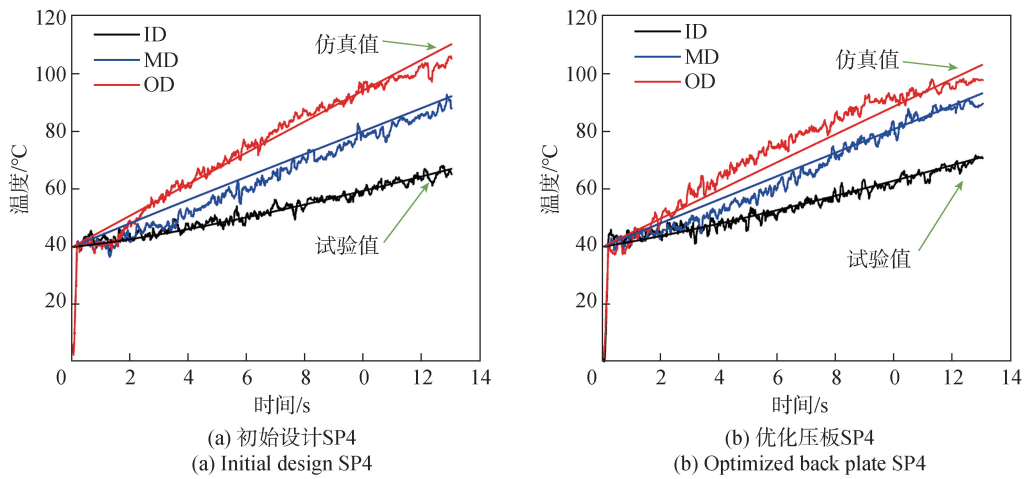 120
100
80
60
40
20
温度/°C
ID
MD
OD
仿真值
试验值
0 2 4 6 8 0 12 14
时间/s
(a) 初始设计SP4
(a) Initial design SP4
120
100
80
60
40
20
温度/°C
ID
MD
OD
仿真值
试验值
0 2 4 6 8 0 12 14
时间/s
(b) 优化压板SP4
(b) Optimized back plate SP4